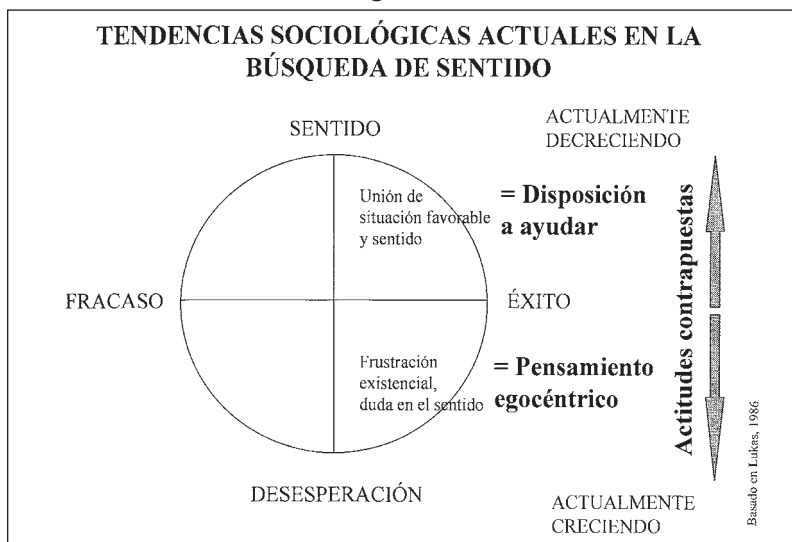 TENDENCIAS SOCIOLÓGICAS ACTUALES EN LA
BÚSQUEDA DE SENTIDO
SENTIDO
ACTUALMENTE
DECRECIENDO
Unión de
situación favorable
y sentido
= Disposición
a ayudar
FRACASO
ÉXITO
Frustración
existencial,
duda en el sentido
= Pensamiento
egocéntrico
DESESPERACIÓN
ACTUALMENTE
CRECIENDO
Actitudes contrapuestas
Basado en Lukas, 1986